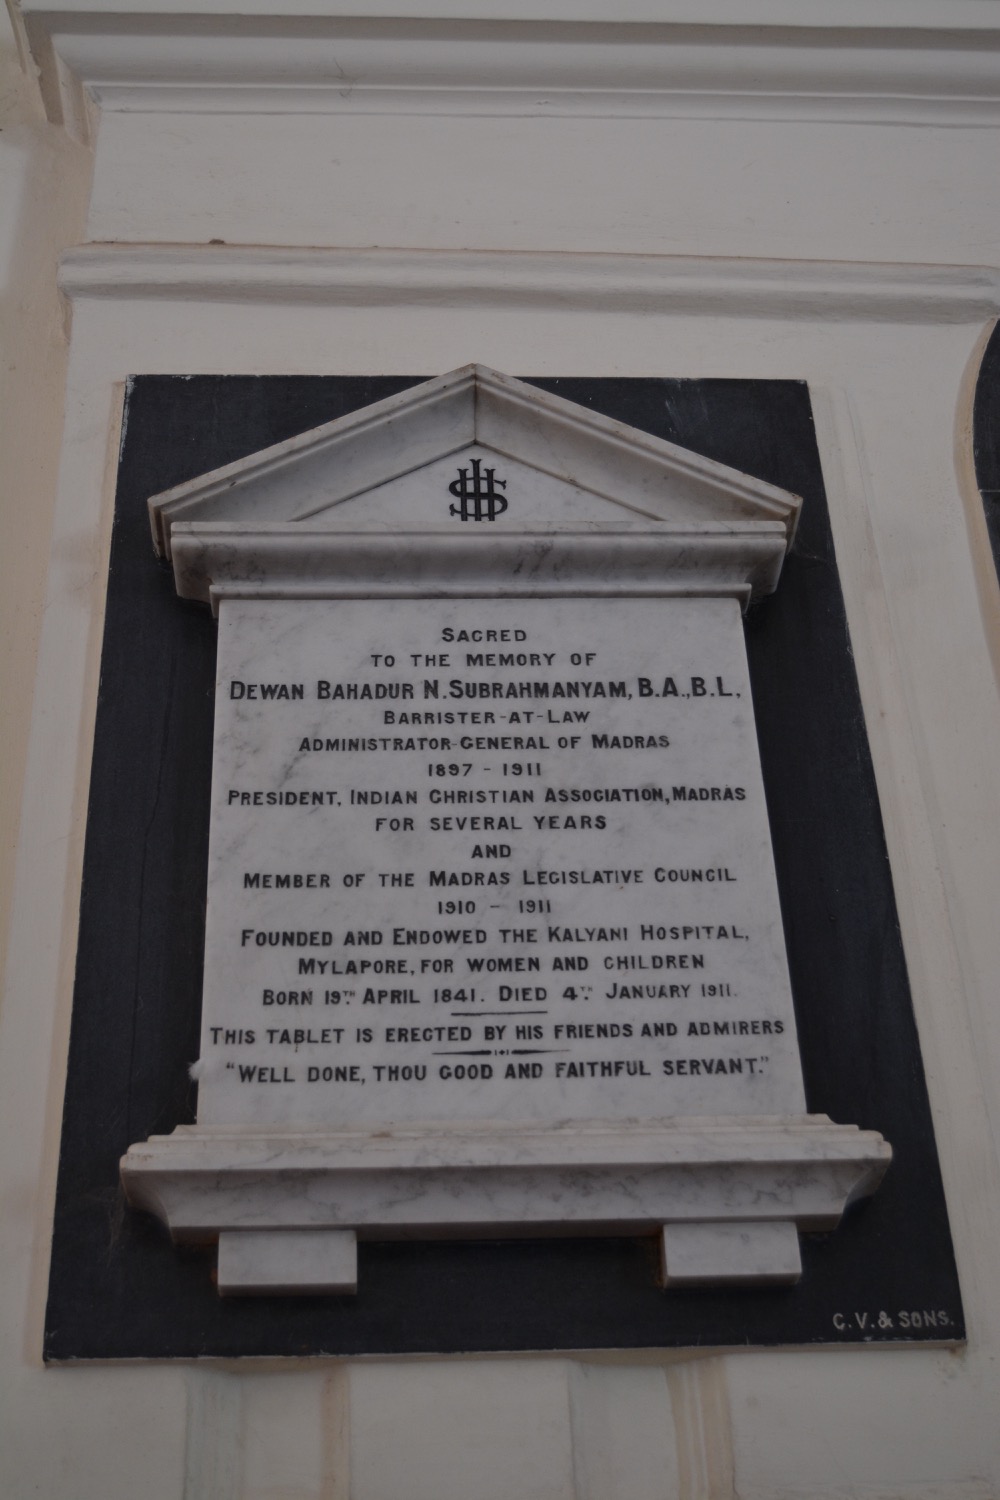 IHS
SACRED
TO THE MEMORY OF
DEWAN BAHADUR N. SUBRAHMANYAM, B.A., B.L.
BARRISTER-AT-LAW
ADMINISTRATOR-GENERAL OF MADRAS
1897 - 1911
PRESIDENT, INDIAN CHRISTIAN ASSOCIATION, MADRAS
FOR SEVERAL YEARS
AND
MEMBER OF THE MADRAS LEGISLATIVE COUNCIL
1910 - 1911
FOUNDED AND ENDOWED THE KALYANI HOSPITAL,
MYLAPORE, FOR WOMEN AND CHILDREN
BORN 19TH APRIL 1841. DIED 4TH JANUARY 1911.
THIS TABLET IS ERECTED BY HIS FRIENDS AND ADMIRERS
"WELL DONE, THOU GOOD AND FAITHFUL SERVANT."
C. V. & SONS.